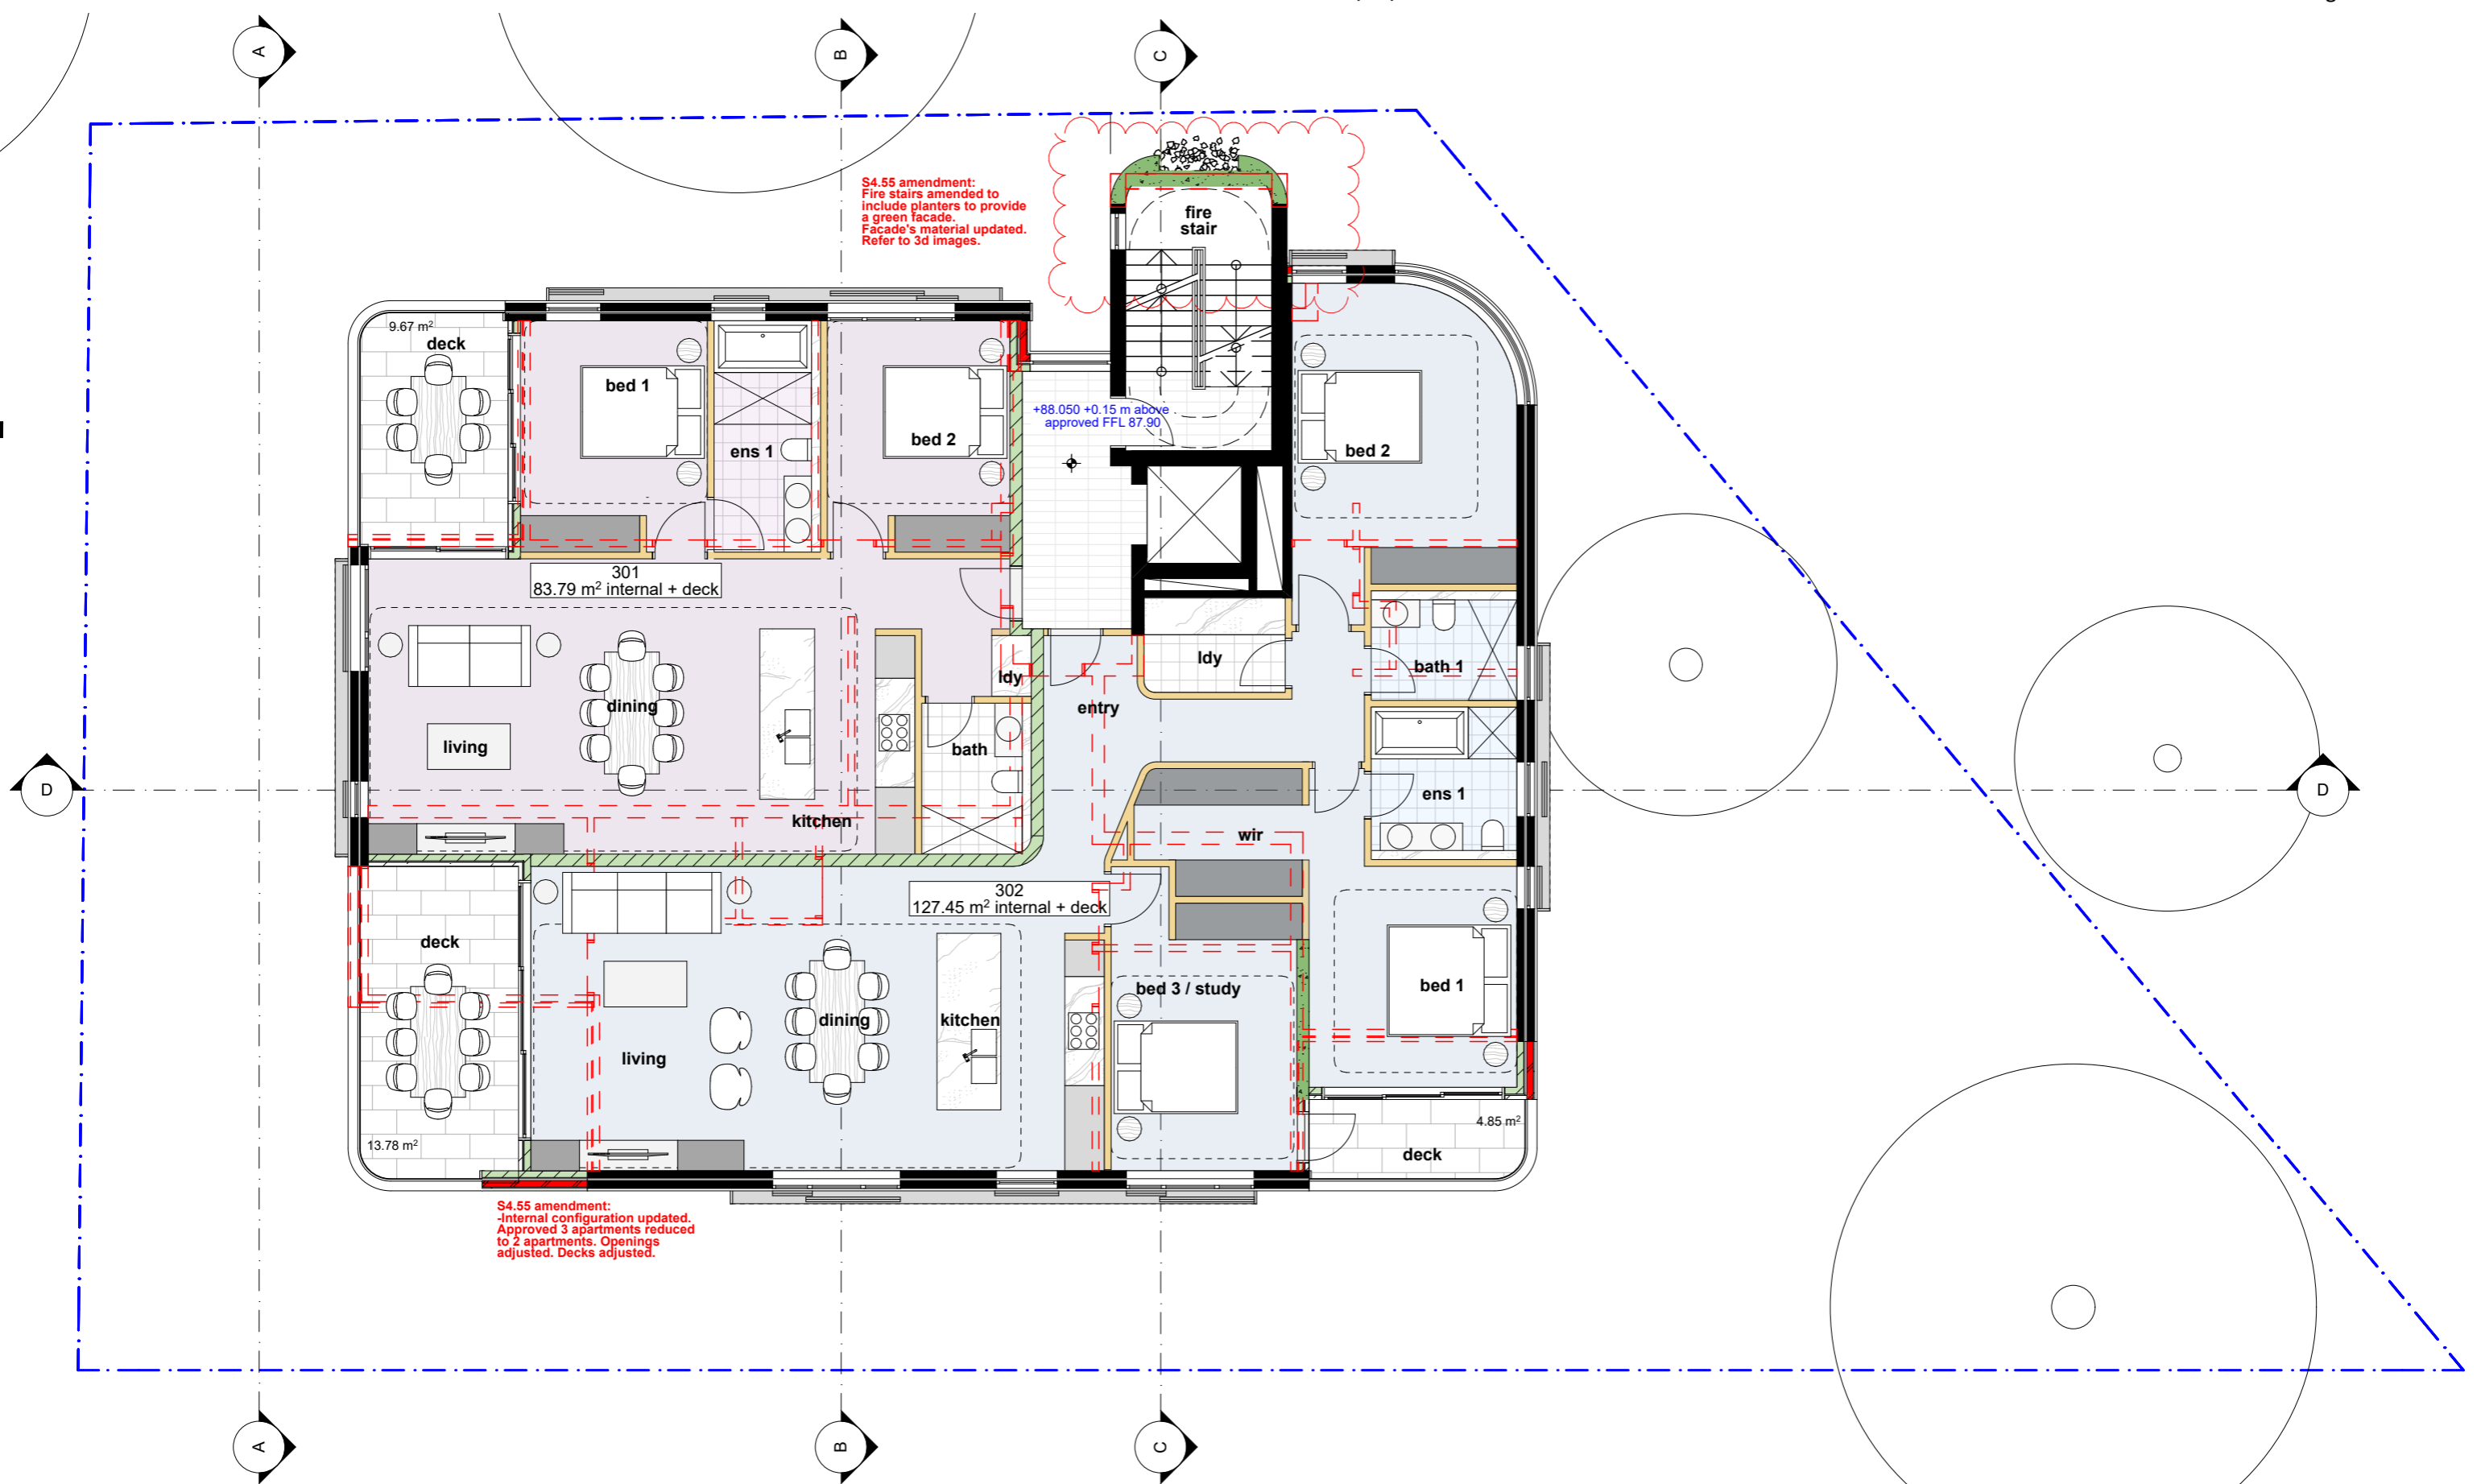 A
B
C
S4.55 amendment:
Fire stairs amended to
include planters to provide
a green facade.
Facade's material updated.
Refer to 3d images.
fire
stair
9.67 m²
deck
bed 1
ens 1
bed 2
+88.050 +0.15 m above
approved FFL 87.90
bed 2
301
83.79 m² internal + deck
ldy
ldy
bath 1
dining
living
entry
bath
D
D
ens 1
kitchen
wir
302
127.45 m² internal + deck
deck
bed 3 / study
bed 1
dining
kitchen
living
13.78 m²
4.85 m²
deck
S4.55 amendment:
-Internal configuration updated.
Approved 3 apartments reduced
to 2 apartments. Openings
adjusted. Decks adjusted.
A
B
C